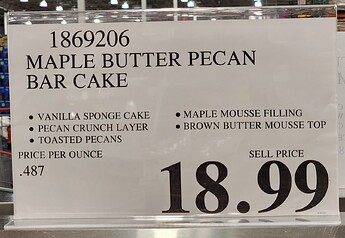 1869206
MAPLE BUTTER PECAN
BAR CAKE
• VANILLA SPONGE CAKE
• PECAN CRUNCH LAYER
• TOASTED PECANS
• MAPLE MOUSSE FILLING
• BROWN BUTTER MOUSSE TOP
PRICE PER OUNCE
.487
SELL PRICE
18.99